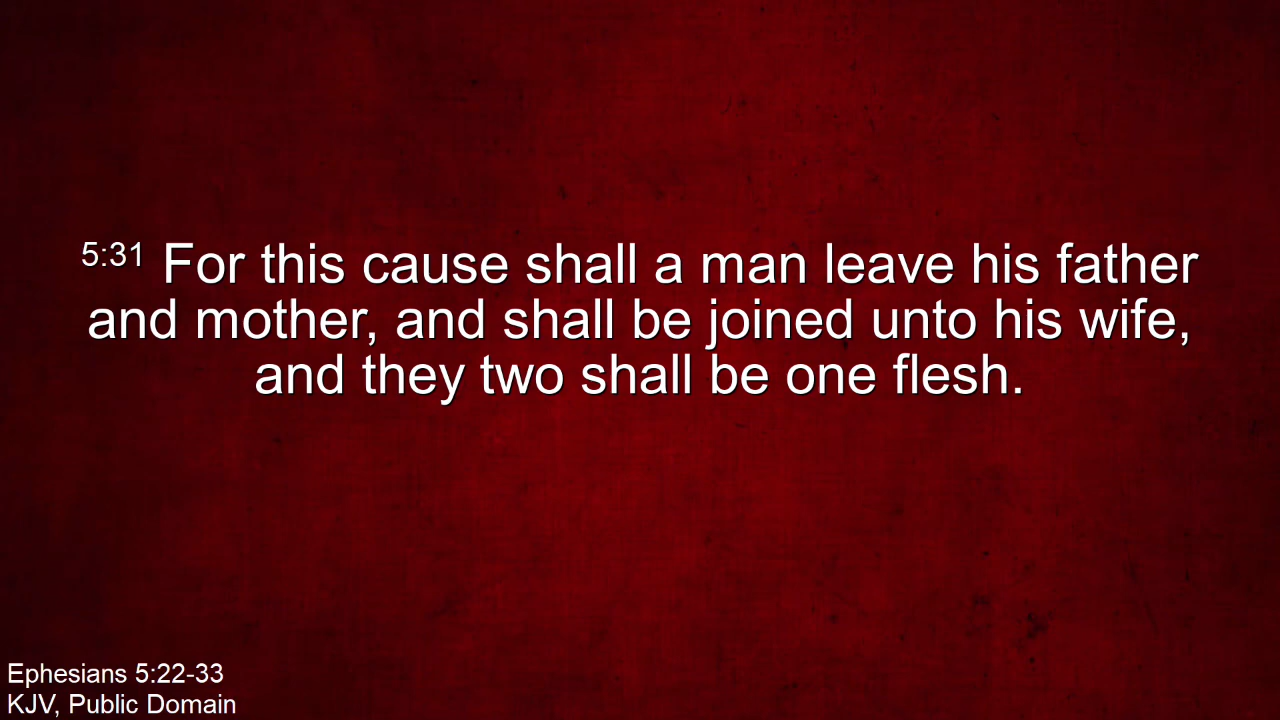 5:31 For this cause shall a man leave his father
and mother, and shall be joined unto his wife,
and they two shall be one flesh.
Ephesians 5:22-33
KJV, Public Domain